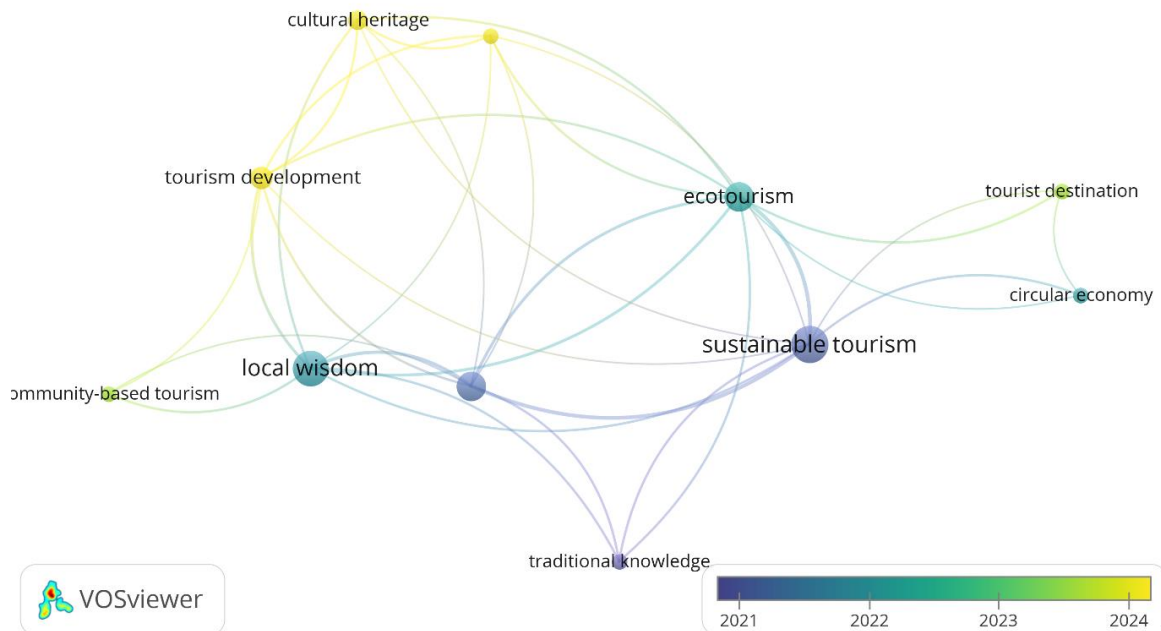 cultural heritage
tourism development
ecotourism
tourist destination
circular economy
sustainable tourism
local wisdom
ommunity-based tourism
traditional knowledge
VOSviewer
2021 2022 2023 2024